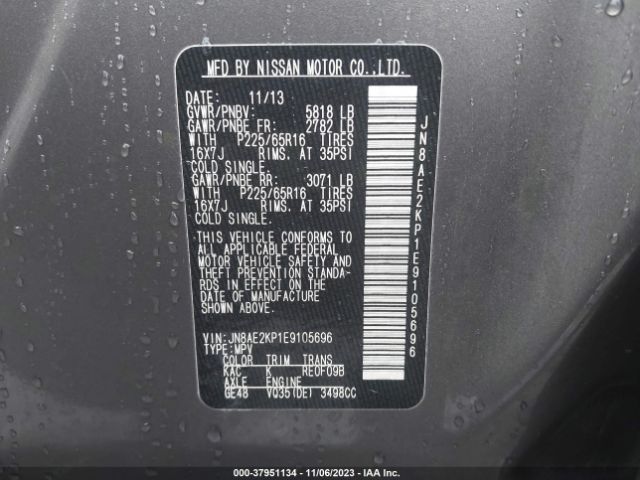 MFD BY NISSAN MOTOR CO.,LTD.
DATE: 11/13
GVWR/PNBV: 5818 LB
GAWR/PNBE FR: 2782 LB
WITH P225/65R16 TIRES
16X7J RIMS. AT 35PSI
COLD SINGLE.
GAWR/PNBE RR: 3071 LB
WITH P225/65R16 TIRES
16X7J RIMS. AT 35PSI
COLD SINGLE.
THIS VEHICLE CONFORMS TO
ALL APPLICABLE FEDERAL
MOTOR VEHICLE SAFETY AND
THEFT PREVENTION STANDA-
RDS IN EFFECT ON THE
DATE OF MANUFACTURE
SHOWN ABOVE.
VIN: JN8AE2KP1E9105696
TYPE: MPV
COLOR TRIM TRANS
KAC K RE0F09B
AXLE ENGINE
GE48 VQ35(DE) 3498CC
JN8AE2KP1E9105696
000-37951134 - 11/06/2023 - IAA Inc.